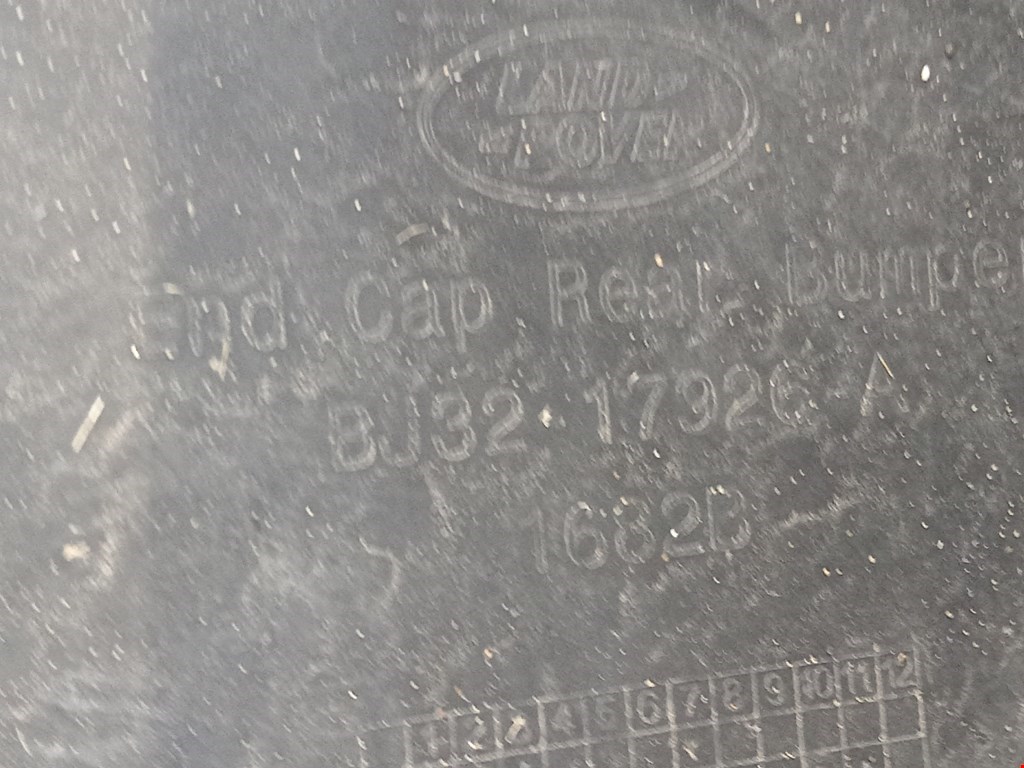 LAND
ROVER
End Cap Rear Bumper
BJ32-17926-A
1682B
1 2 3 4 5 6 7 8 9 10 11 12